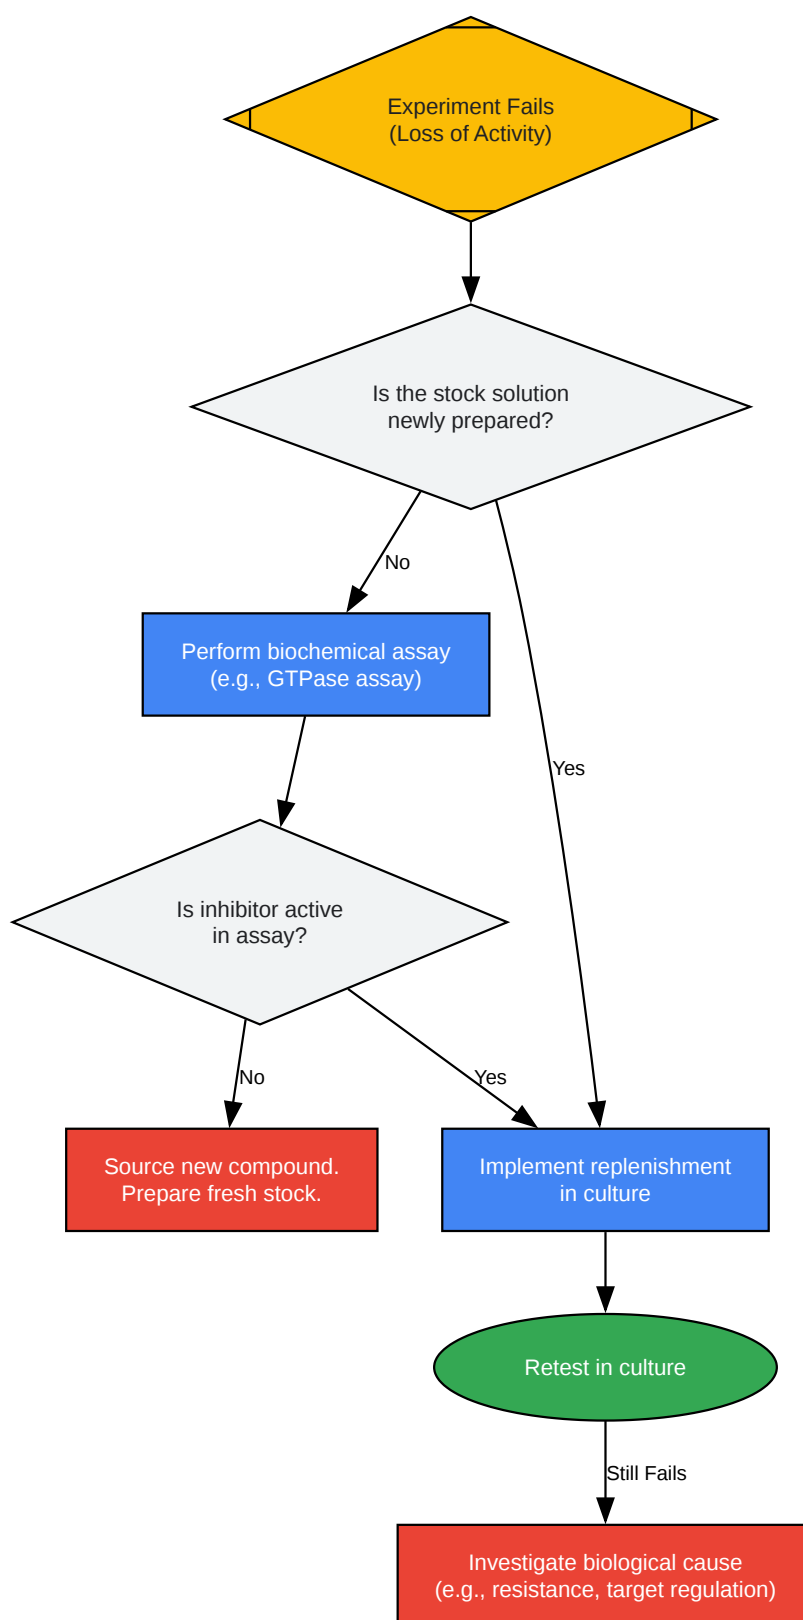 Experiment Fails
(Loss of Activity)
Is the stock solution
newly prepared?
No
Perform biochemical assay
(e.g., GTPase assay)
Yes
Is inhibitor active
in assay?
No
Yes
Source new compound.
Prepare fresh stock.
Implement replenishment
in culture
Retest in culture
Still Fails
Investigate biological cause
(e.g., resistance, target regulation)